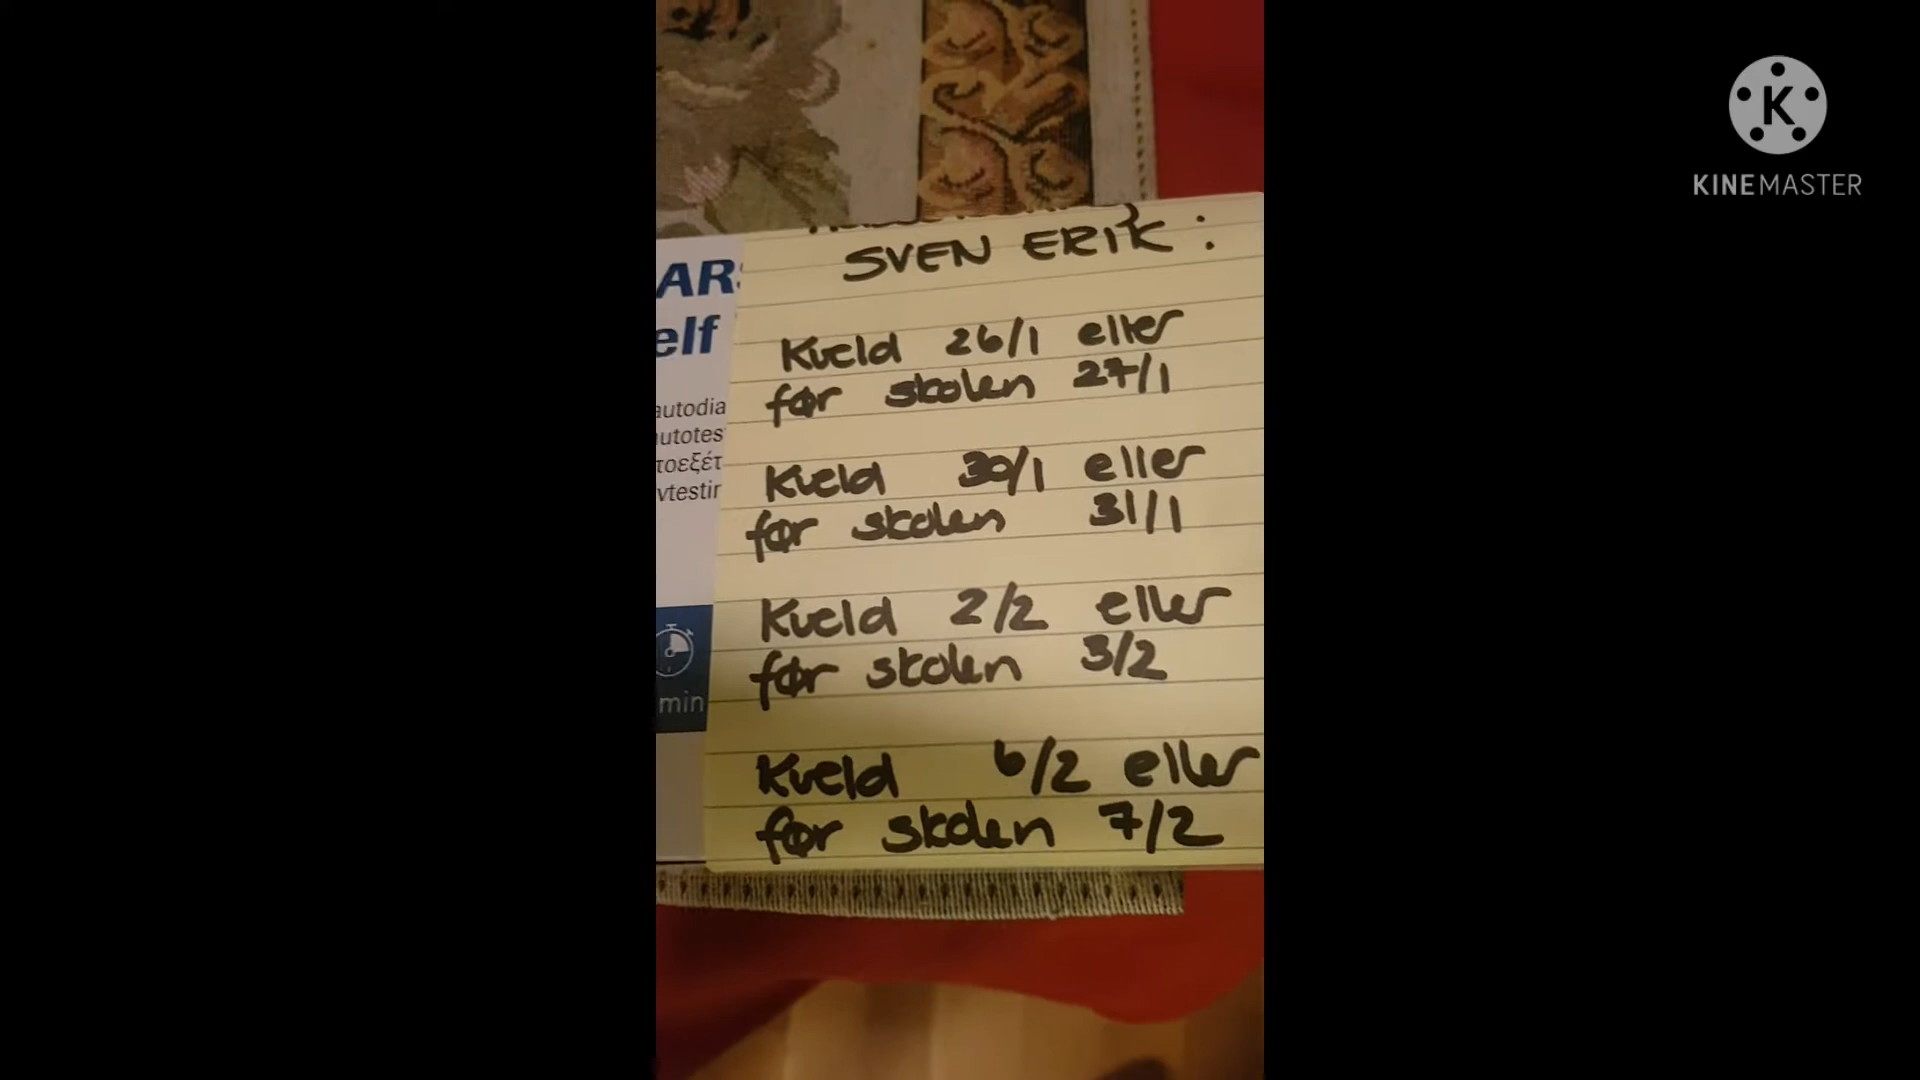 SVEN ERIK:
Kveld 26/1 eller
før skolen 27/1
Kveld 30/1 eller
før skolen 31/1
Kveld 2/2 eller
før skolen 3/2
Kveld 6/2 eller
før skolen 7/2
AR
elf
autodia
utotes
τοεξέτ
vtestin
min
KINEMASTER